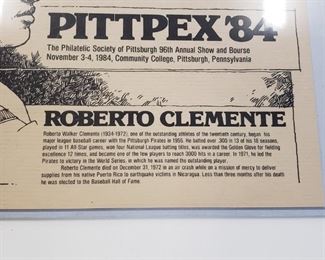 PITTPEX '84
The Philatelic Society of Pittsburgh 96th Annual Show and Bourse
November 3-4, 1984, Community College, Pittsburgh, Pennsylvania
ROBERTO CLEMENTE
Roberto Walker Clemente (1934-1972), one of the outstanding athletes of the twentieth century, began his
major league baseball career with the Pittsburgh Pirates in 1955. He batted over .300 in 13 of his 18 seasons,
played in 11 All-Star games, won four National League batting titles, was awarded the Golden Glove for fielding
excellence 12 times, and became one of the few players to reach 3000 hits in a career. In 1971, he led the
Pirates to victory in the World Series, in which he was named the outstanding player.
Roberto Clemente died on December 31, 1972 in an air crash while on a mission of mercy to deliver
supplies from his native Puerto Rico to earthquake victims in Nicaragua. Less than three months after his death
he was elected to the Baseball Hall of Fame.